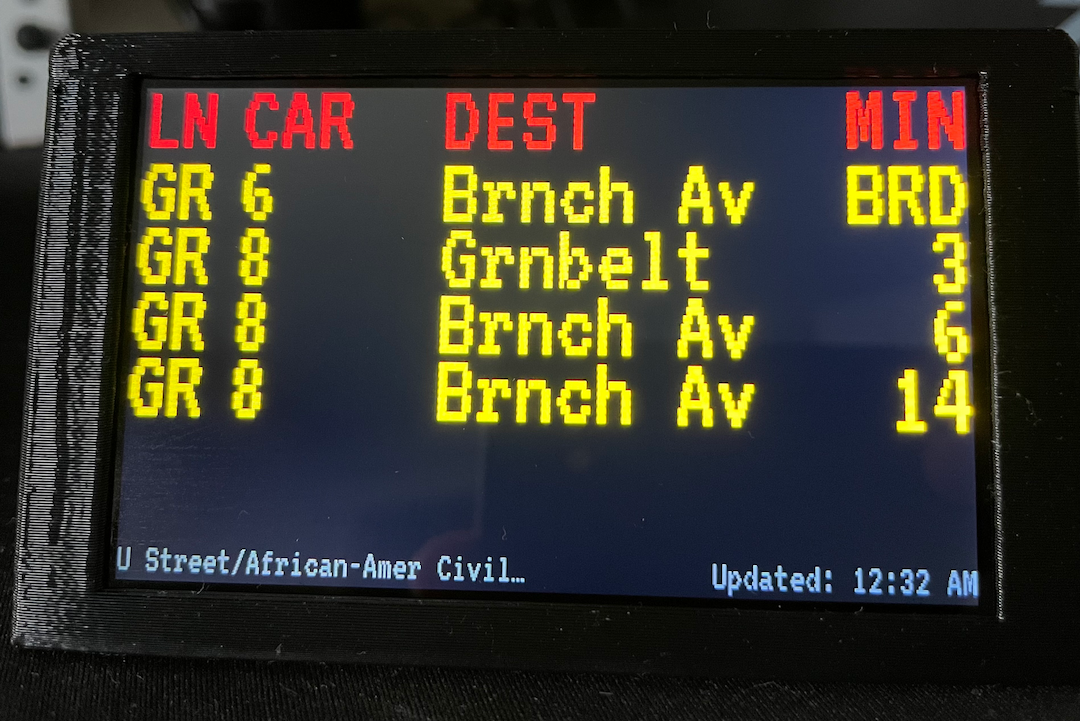 LN CAR DEST MIN
GR 6 Brnch Av BRD
GR 8 Grnbelt 3
GR 8 Brnch Av 6
GR 8 Brnch Av 14
U Street/African-Amer Civil…
Updated: 12:32 AM